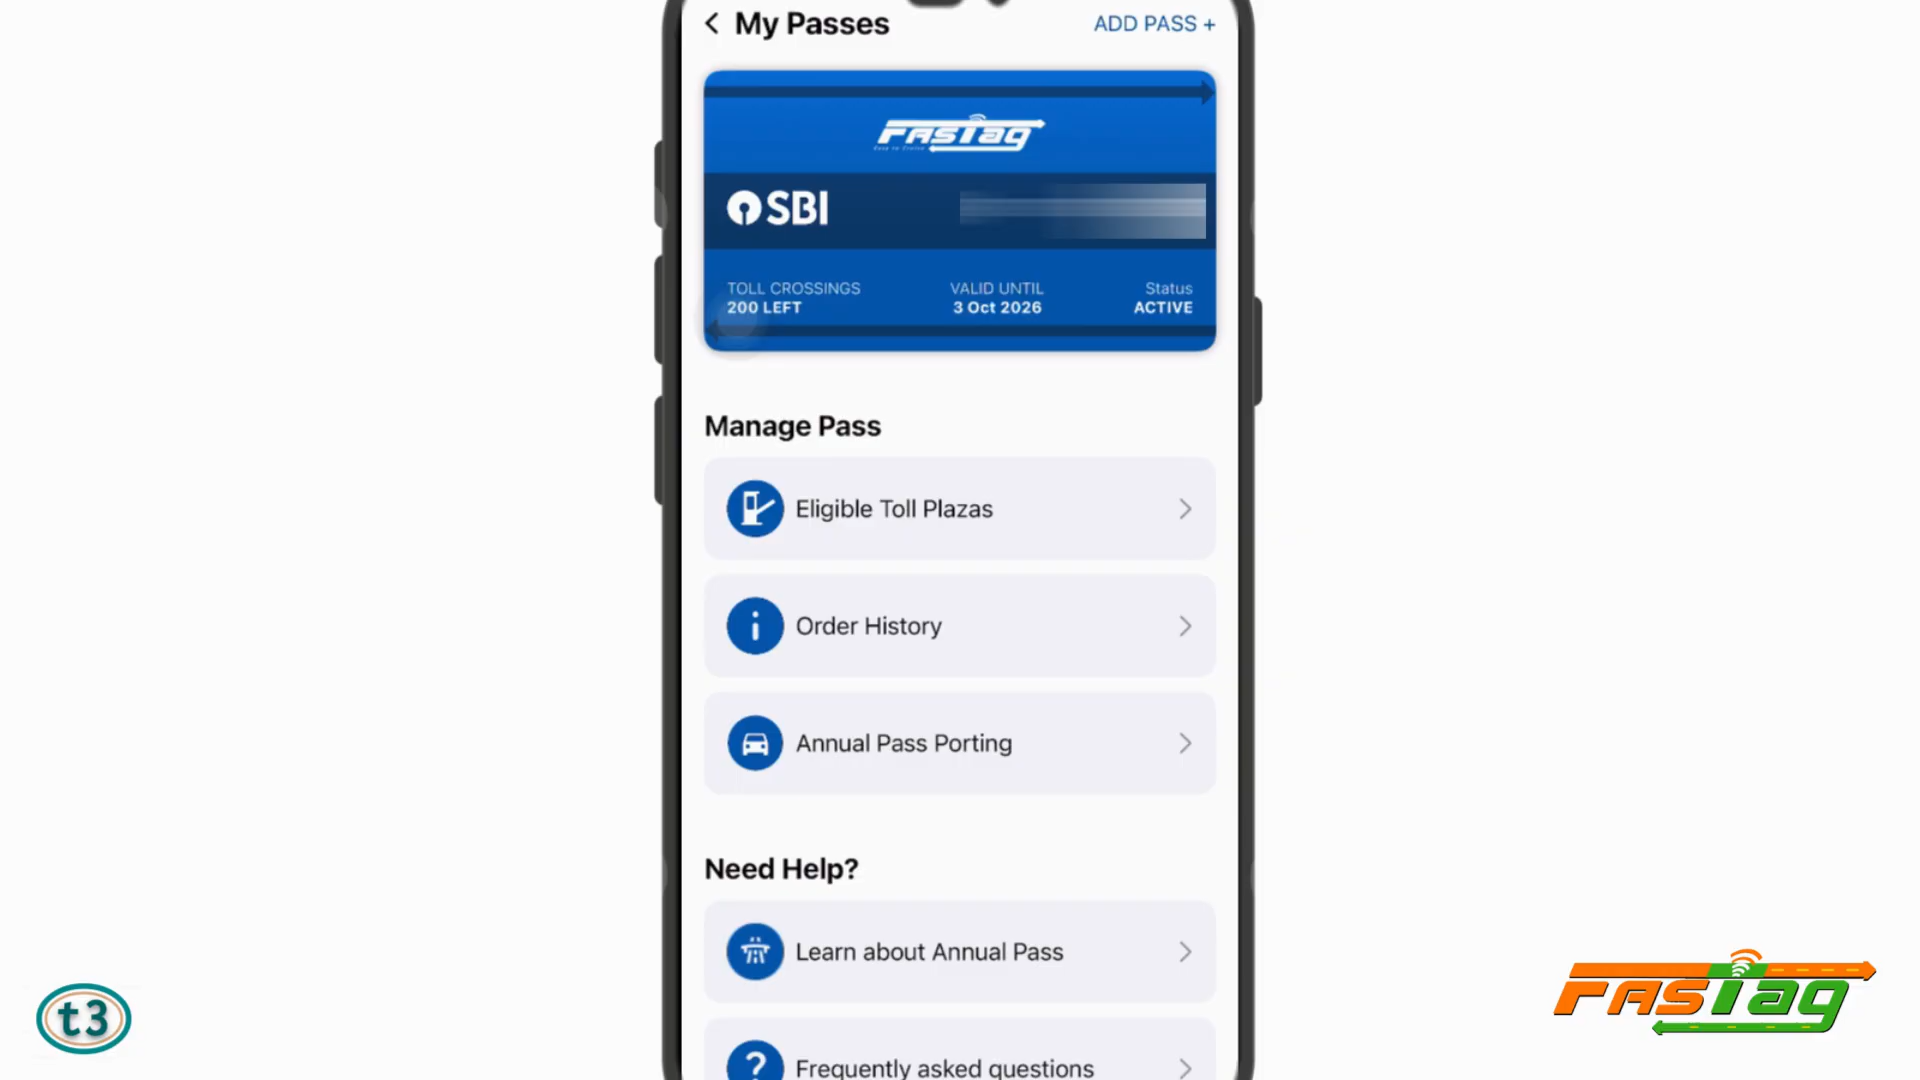 My Passes
ADD PASS +
FASTag
SBI
TOLL CROSSINGS
200 LEFT
VALID UNTIL
3 Oct 2026
Status
ACTIVE
Manage Pass
Eligible Toll Plazas
Order History
Annual Pass Porting
Need Help?
Learn about Annual Pass
Frequently asked questions
t3
FASTag